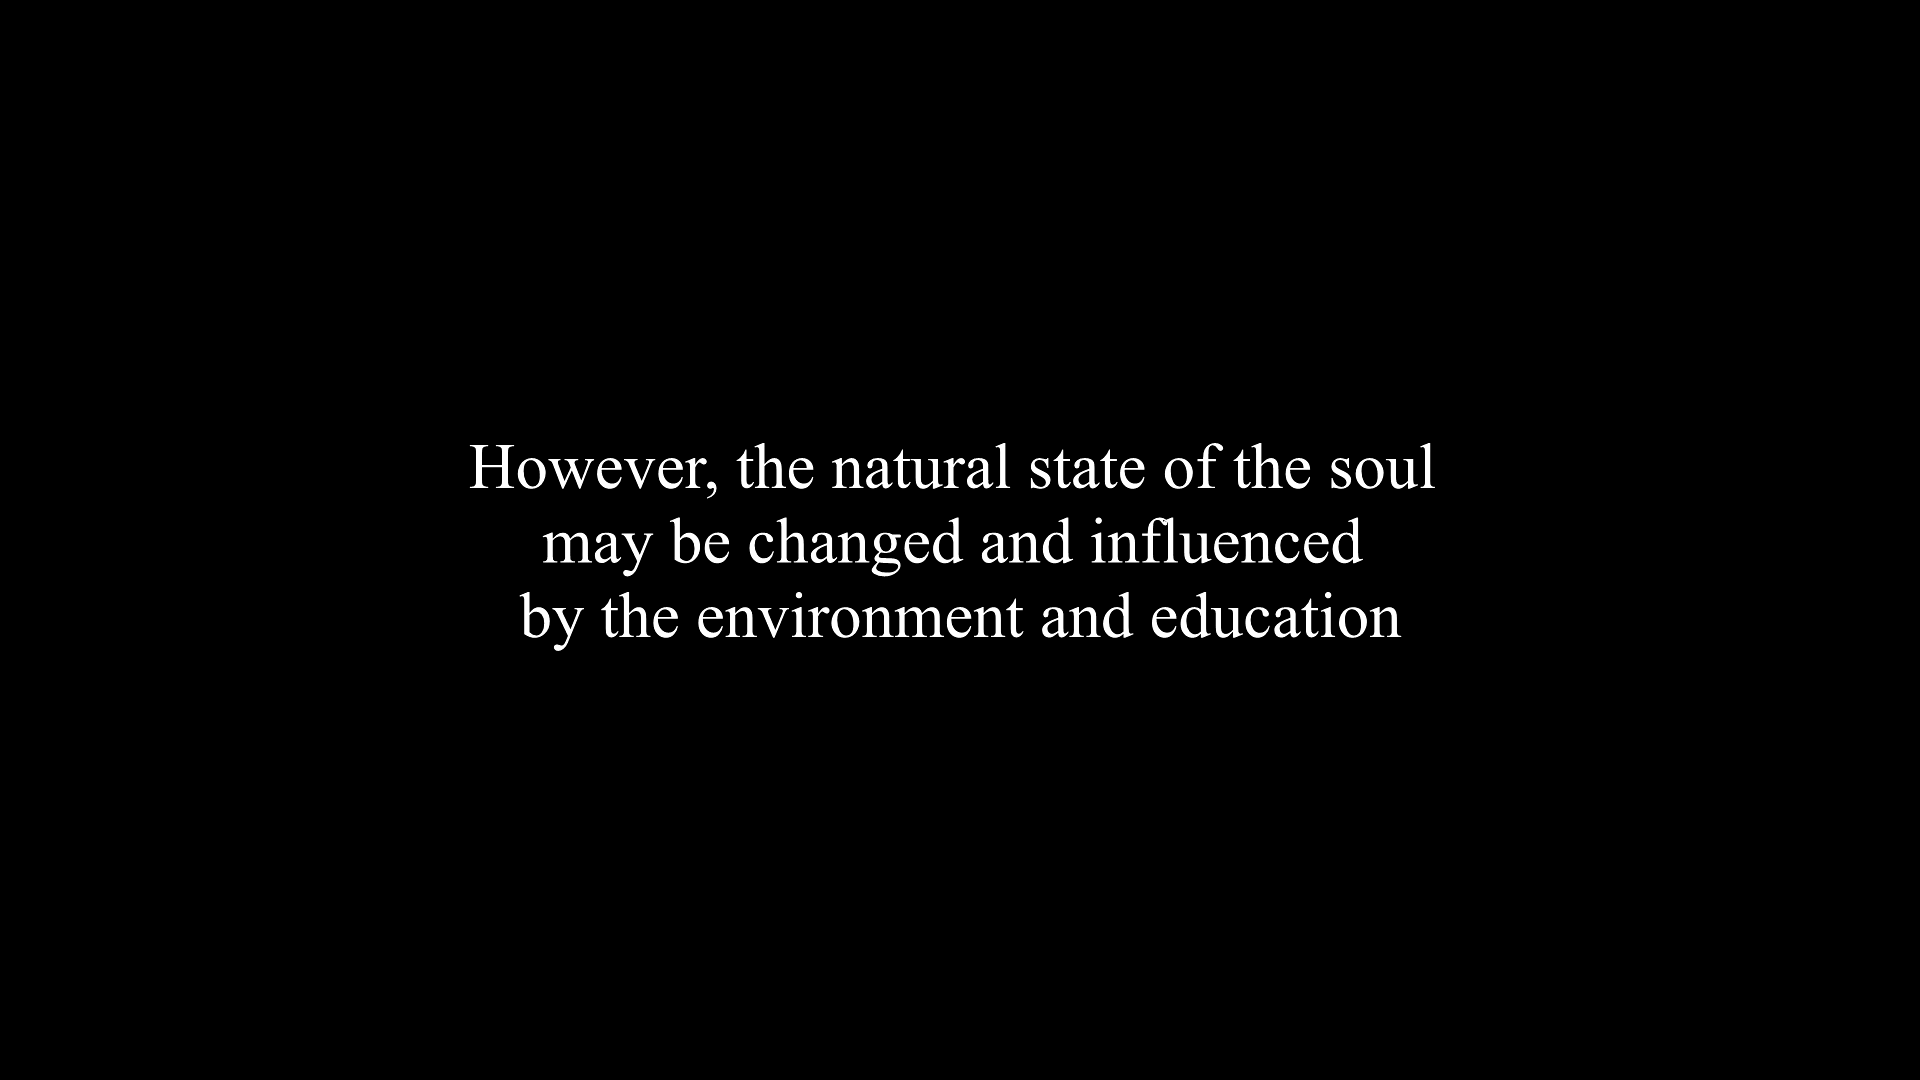 However, the natural state of the soul
may be changed and influenced
by the environment and education